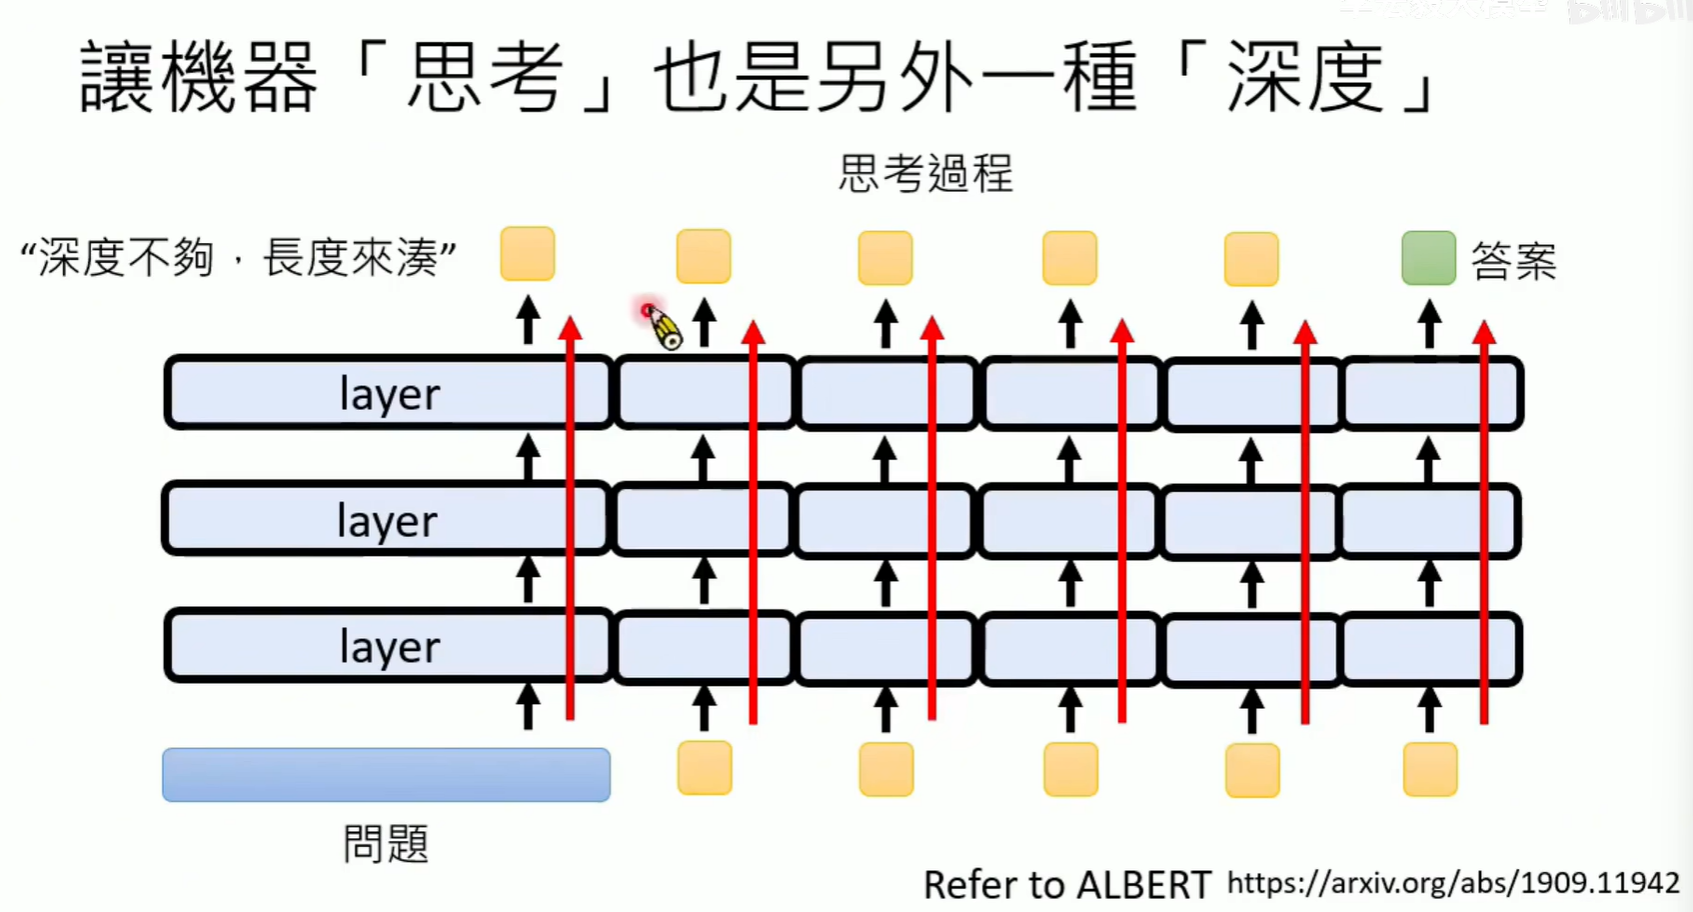 讓機器「思考」也是另外一種「深度」
思考過程
“深度不夠，長度來湊”
答案
layer
layer
layer
問題
Refer to ALBERT https://arxiv.org/abs/1909.11942